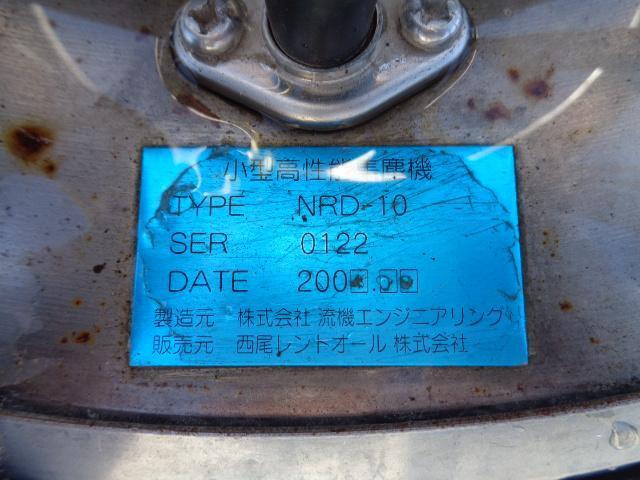 小型高性能集塵機
TYPE NRD-10
SER 0122
DATE 200
製造元 株式会社 流機エンジニアリング
販売元 西尾レントオール 株式会社